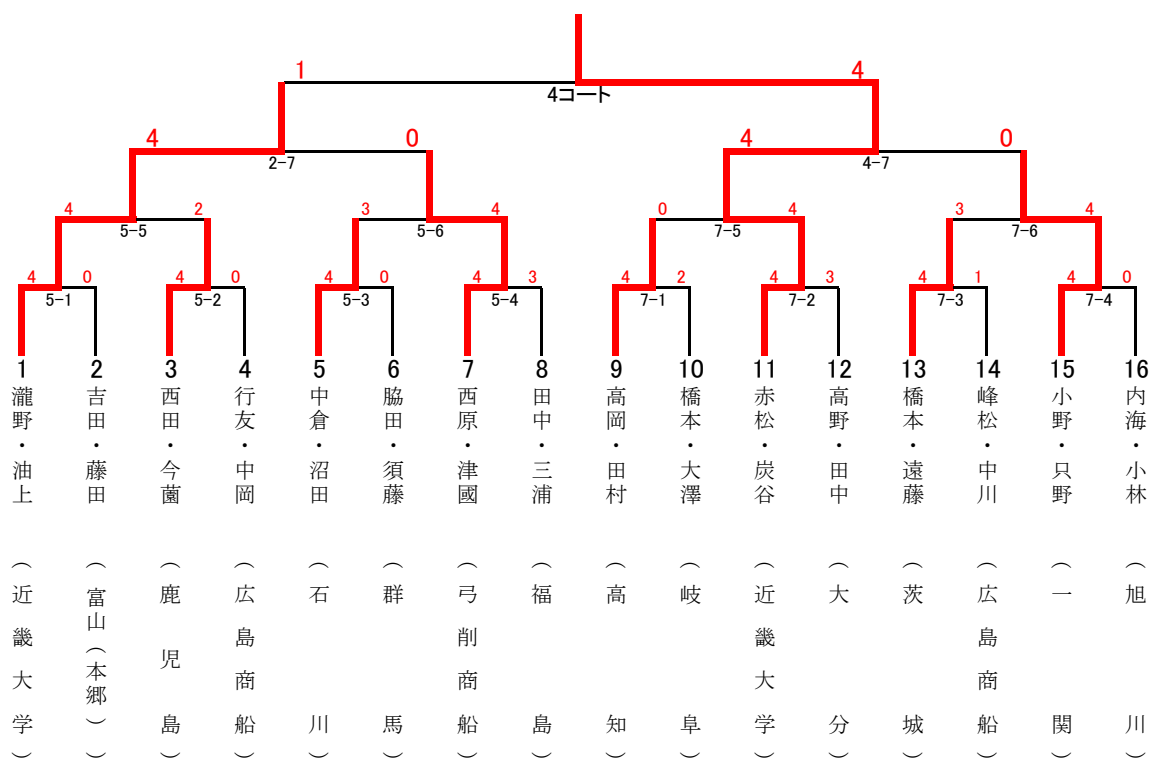 1 4
4コート
4 0 4 0
2-7 4-7
4 2 3 4 0 4 3 4
5-5 5-6 7-5 7-6
4 0 4 0 4 0 4 3 4 2 4 3 4 1 4 0
5-1 5-2 5-3 5-4 7-1 7-2 7-3 7-4
1 2 3 4 5 6 7 8 9 10 11 12 13 14 15 16
瀧野・油上（近畿大学）
吉田・藤田（富山（本郷））
西田・今薗（鹿児島）
行友・中岡（広島商船）
中倉・沼田（石川）
脇田・須藤（群馬）
西原・津國（弓削商船）
田中・三浦（福島）
高岡・田村（高知）
橋本・大澤（岐阜）
赤松・炭谷（近畿大学）
高野・田中（大分）
橋本・遠藤（茨城）
峰松・中川（広島商船）
小野・只野（一関）
内海・小林（旭川）